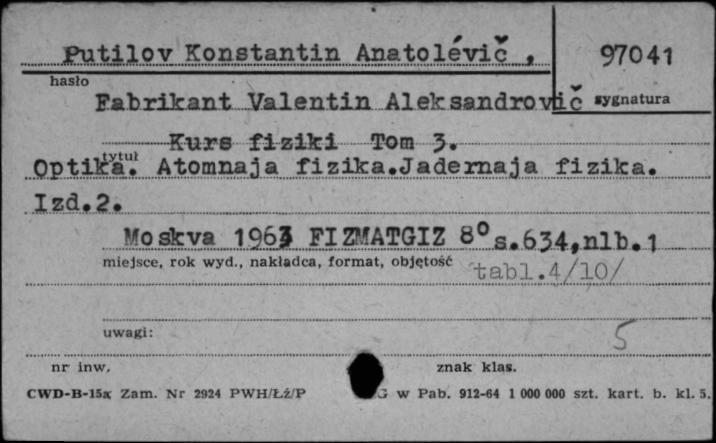 Putilov Konstantin Anatolévič, 97041
hasło
Fabrikant Valentin Aleksandrovič sygnatura
Kurs fiziki Tom 3.
tytuł
Optika. Atomnaja fizika.Jadernaja fizika.
Izd.2.
Moskva 1963 FIZMATGIZ 8° s.634,nlb.1
miejsce, rok wyd., nakładca, format, objętość tabl.4/10/
uwagi: 5
nr inw. znak klas.
CWD-B-15a Zam. Nr 2924 PWH/Łź/P G w Pab. 912-64 1 000 000 szt. kart. b. kl. 5.